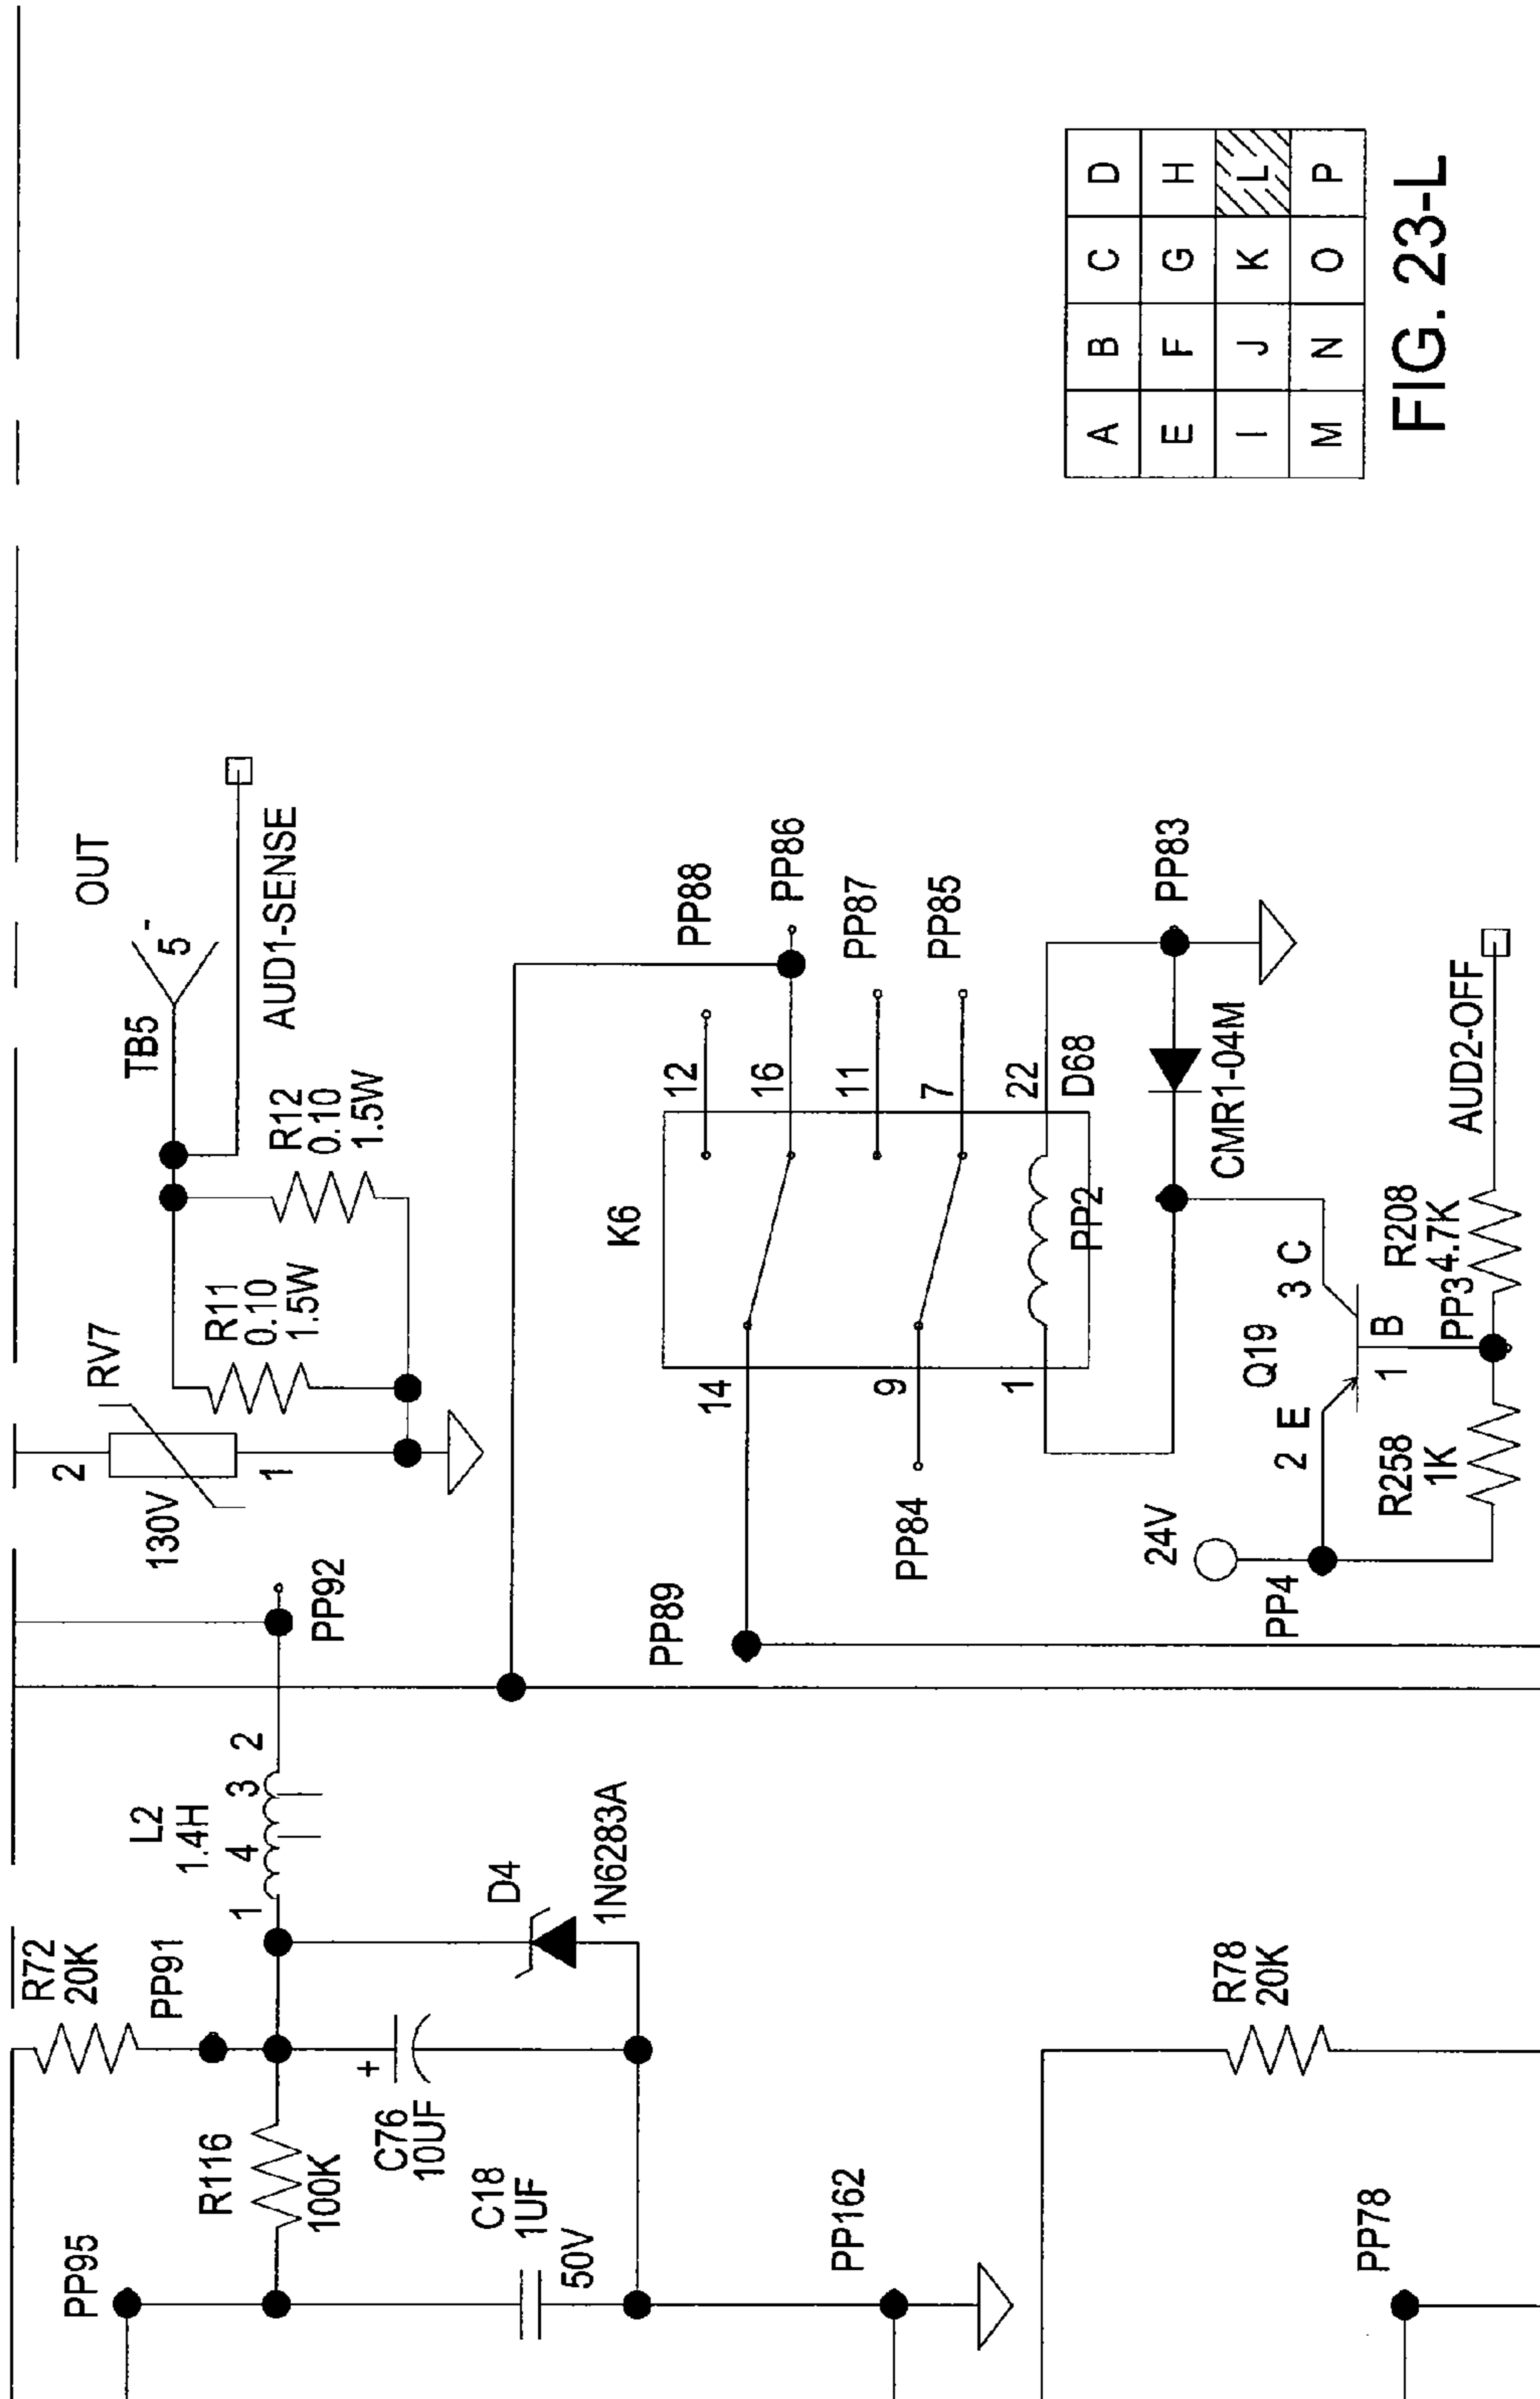 R72
20K
PP91
PP95
R116
100K
L2
1.4H
1
4
3
2
PP92
C76
10UF
+
D4
1N6283A
C18
1UF
50V
PP162
R78
20K
PP78
130V
RV7
2
1
R11
0.10
1.5W
R12
0.10
1.5W
TB5
5
-
OUT
AUD1-SENSE
PP89
K6
14
12
PP88
16
PP86
11
PP87
9
PP84
7
PP85
1
PP2
22
D68
CMR1-04M
PP83
24V
PP4
Q19
2 E
3 C
1 B
R258
1K
PP3
R208
4.7K
AUD2-OFF
A B C D
E F G H
I J K L
M N O P
FIG. 23-L